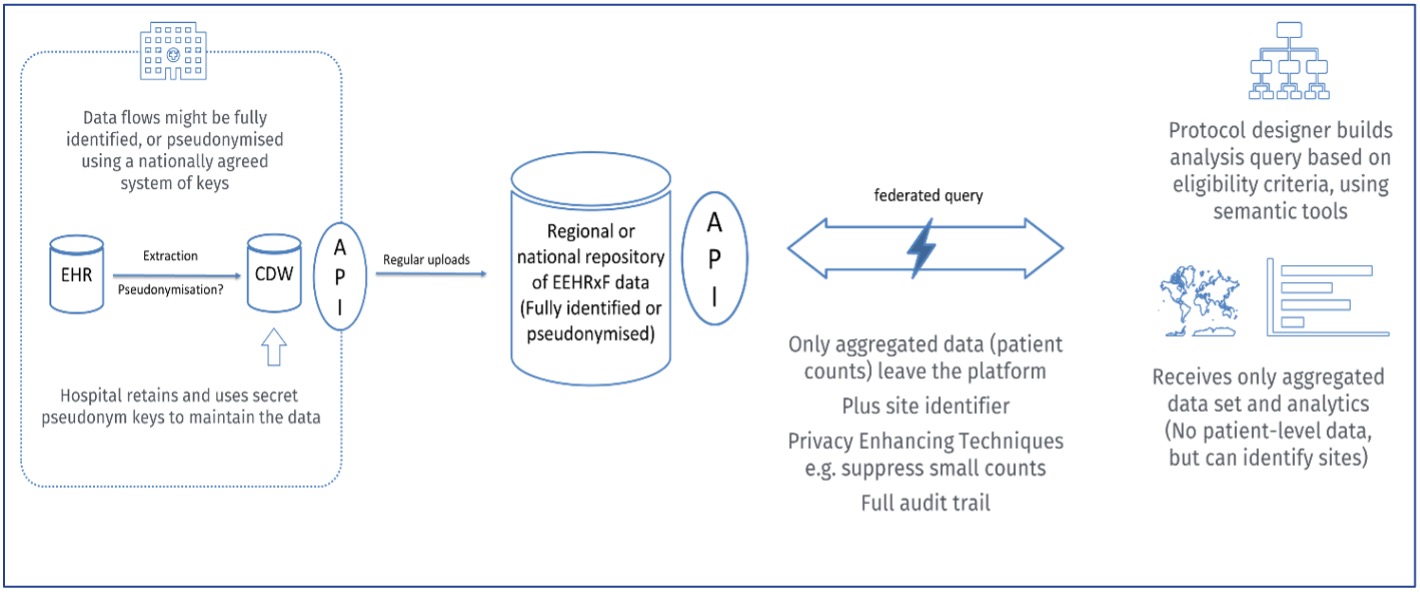 Data flows might be fully
identified, or pseudonymised
using a nationally agreed
system of keys
EHR
Extraction
Pseudonymisation?
CDW
A
P
I
Hospital retains and uses secret
pseudonym keys to maintain the data
Regular uploads
Regional or
national repository
of EEHRxF data
(Fully identified or
pseudonymised)
A
P
I
federated query
Only aggregated data (patient
counts) leave the platform
Plus site identifier
Privacy Enhancing Techniques
e.g. suppress small counts
Full audit trail
Protocol designer builds
analysis query based on
eligibility criteria, using
semantic tools
Receives only aggregated
data set and analytics
(No patient-level data,
but can identify sites)